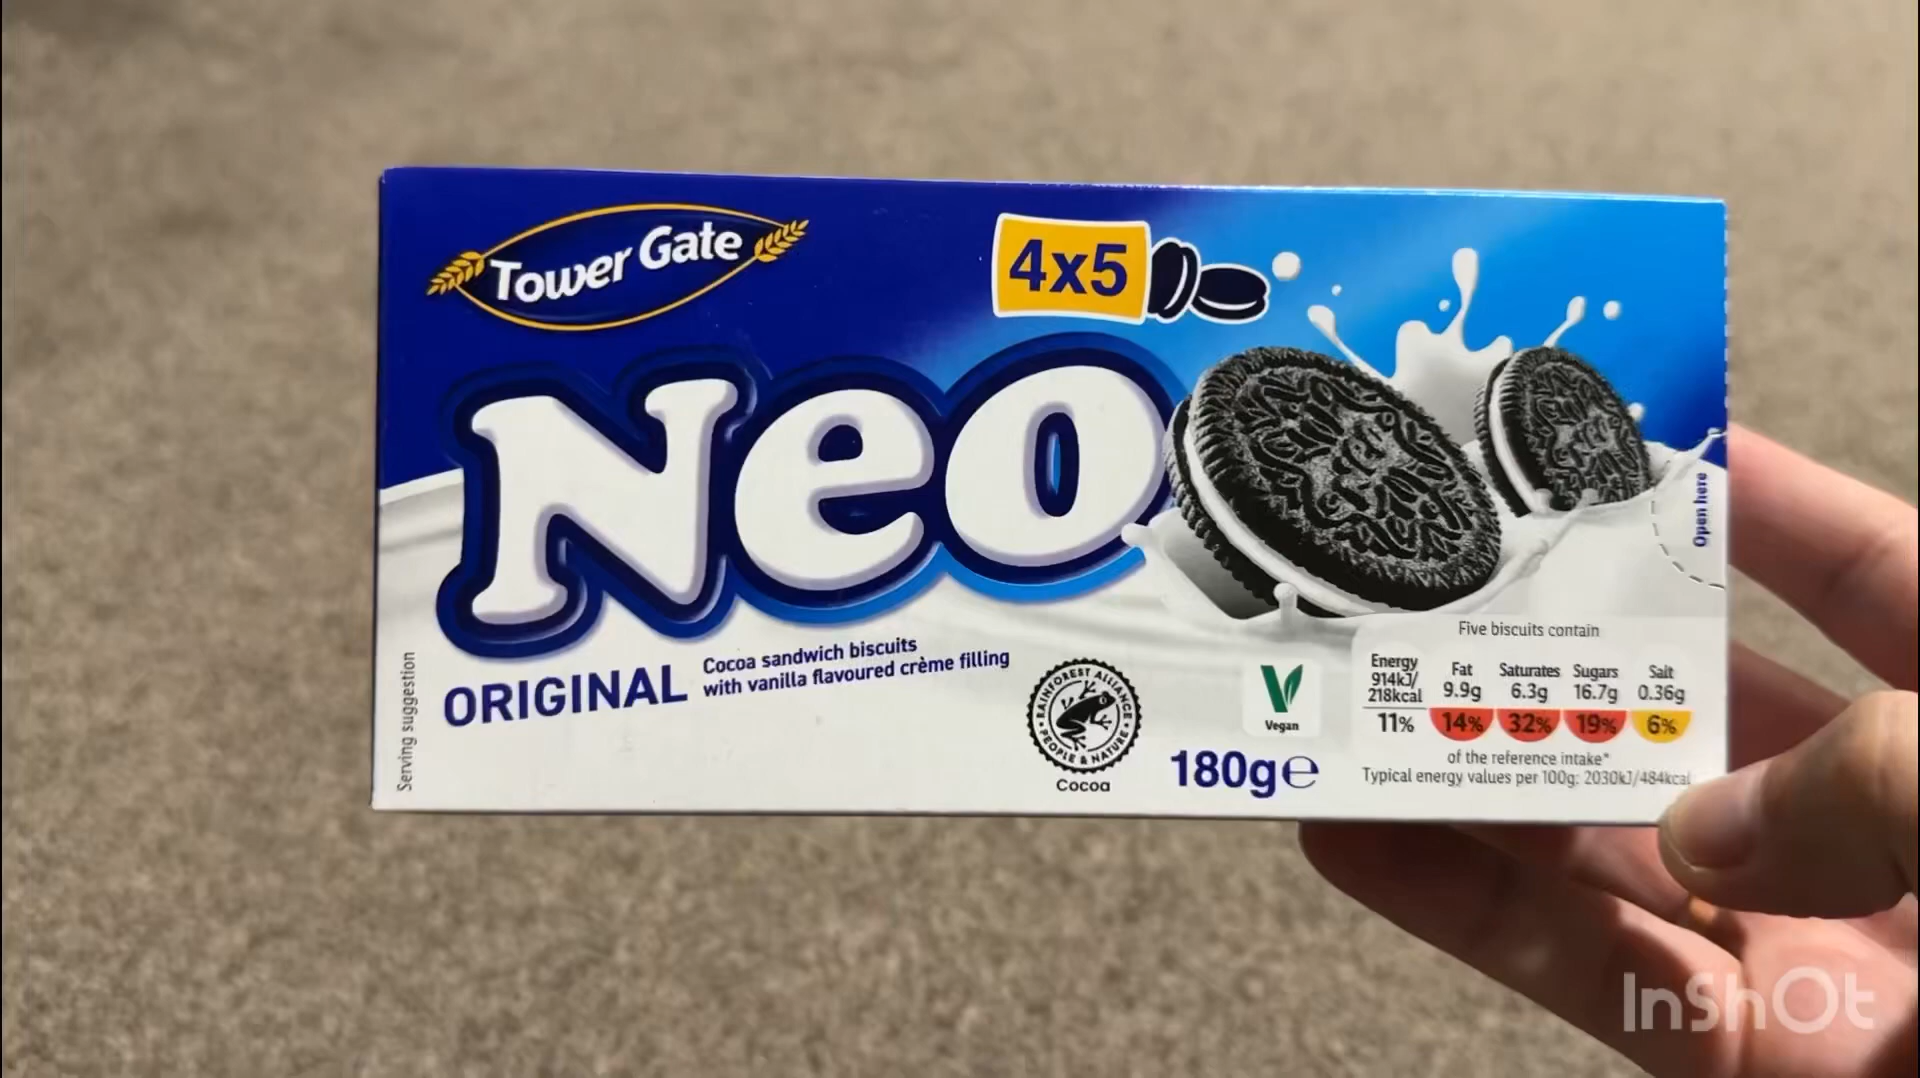 Tower Gate
4x5
Neo
Open here
ORIGINAL
Cocoa sandwich biscuits
with vanilla flavoured crème filling
Serving suggestion
RAINFOREST ALLIANCE
PEOPLE & NATURE
Cocoa
Vegan
180g℮
Five biscuits contain
Energy Fat Saturates Sugars Salt
914kJ/ 9.9g 6.3g 16.7g 0.36g
218kcal
11% 14% 32% 19% 6%
of the reference intake*
Typical energy values per 100g: 2030kJ/484kcal
InShOt